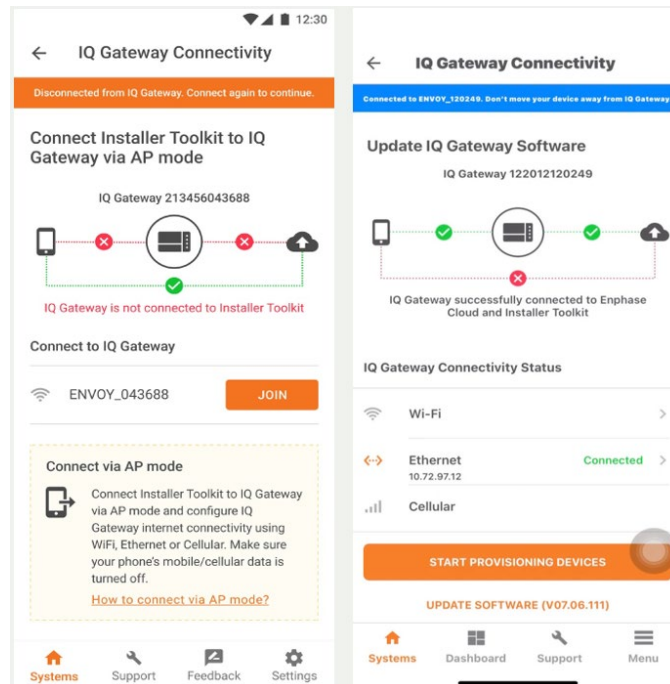 12:30
IQ Gateway Connectivity
Disconnected from IQ Gateway. Connect again to continue.
Connect Installer Toolkit to IQ
Gateway via AP mode
IQ Gateway 213456043688
IQ Gateway is not connected to Installer Toolkit
Connect to IQ Gateway
ENVOY_043688
JOIN
Connect via AP mode
Connect Installer Toolkit to IQ Gateway
via AP mode and configure IQ
Gateway internet connectivity using
WiFi, Ethernet or Cellular. Make sure
your phone's mobile/cellular data is
turned off.
How to connect via AP mode?
Systems
Support
Feedback
Settings
IQ Gateway Connectivity
Connected to ENVOY_120249. Don't move your device away from IQ Gateway
Update IQ Gateway Software
IQ Gateway 122012120249
IQ Gateway successfully connected to Enphase
Cloud and Installer Toolkit
IQ Gateway Connectivity Status
Wi-Fi
Ethernet
Connected
10.72.97.12
Cellular
START PROVISIONING DEVICES
UPDATE SOFTWARE (V07.06.111)
Systems
Dashboard
Support
Menu